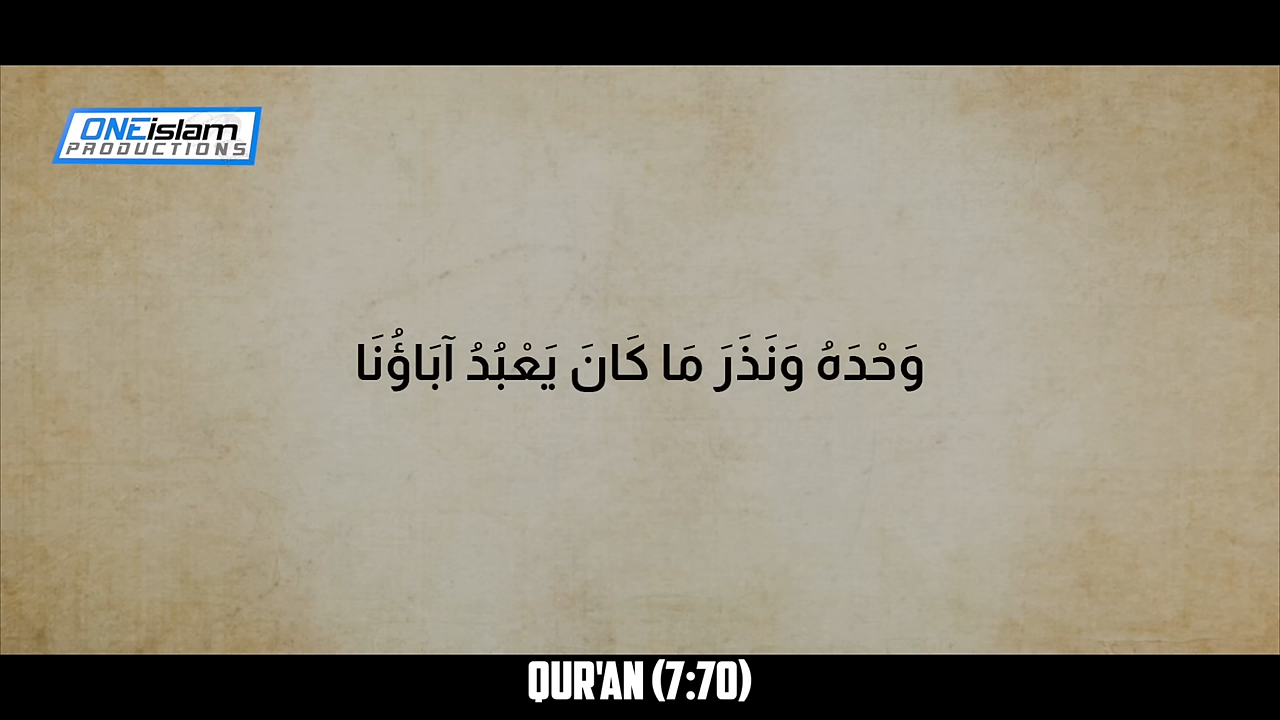 ONEislam
PRODUCTIONS
وَحْدَهُ وَنَذَرَ مَا كَانَ يَعْبُدُ آبَاؤُنَا
QUR'AN (7:70)